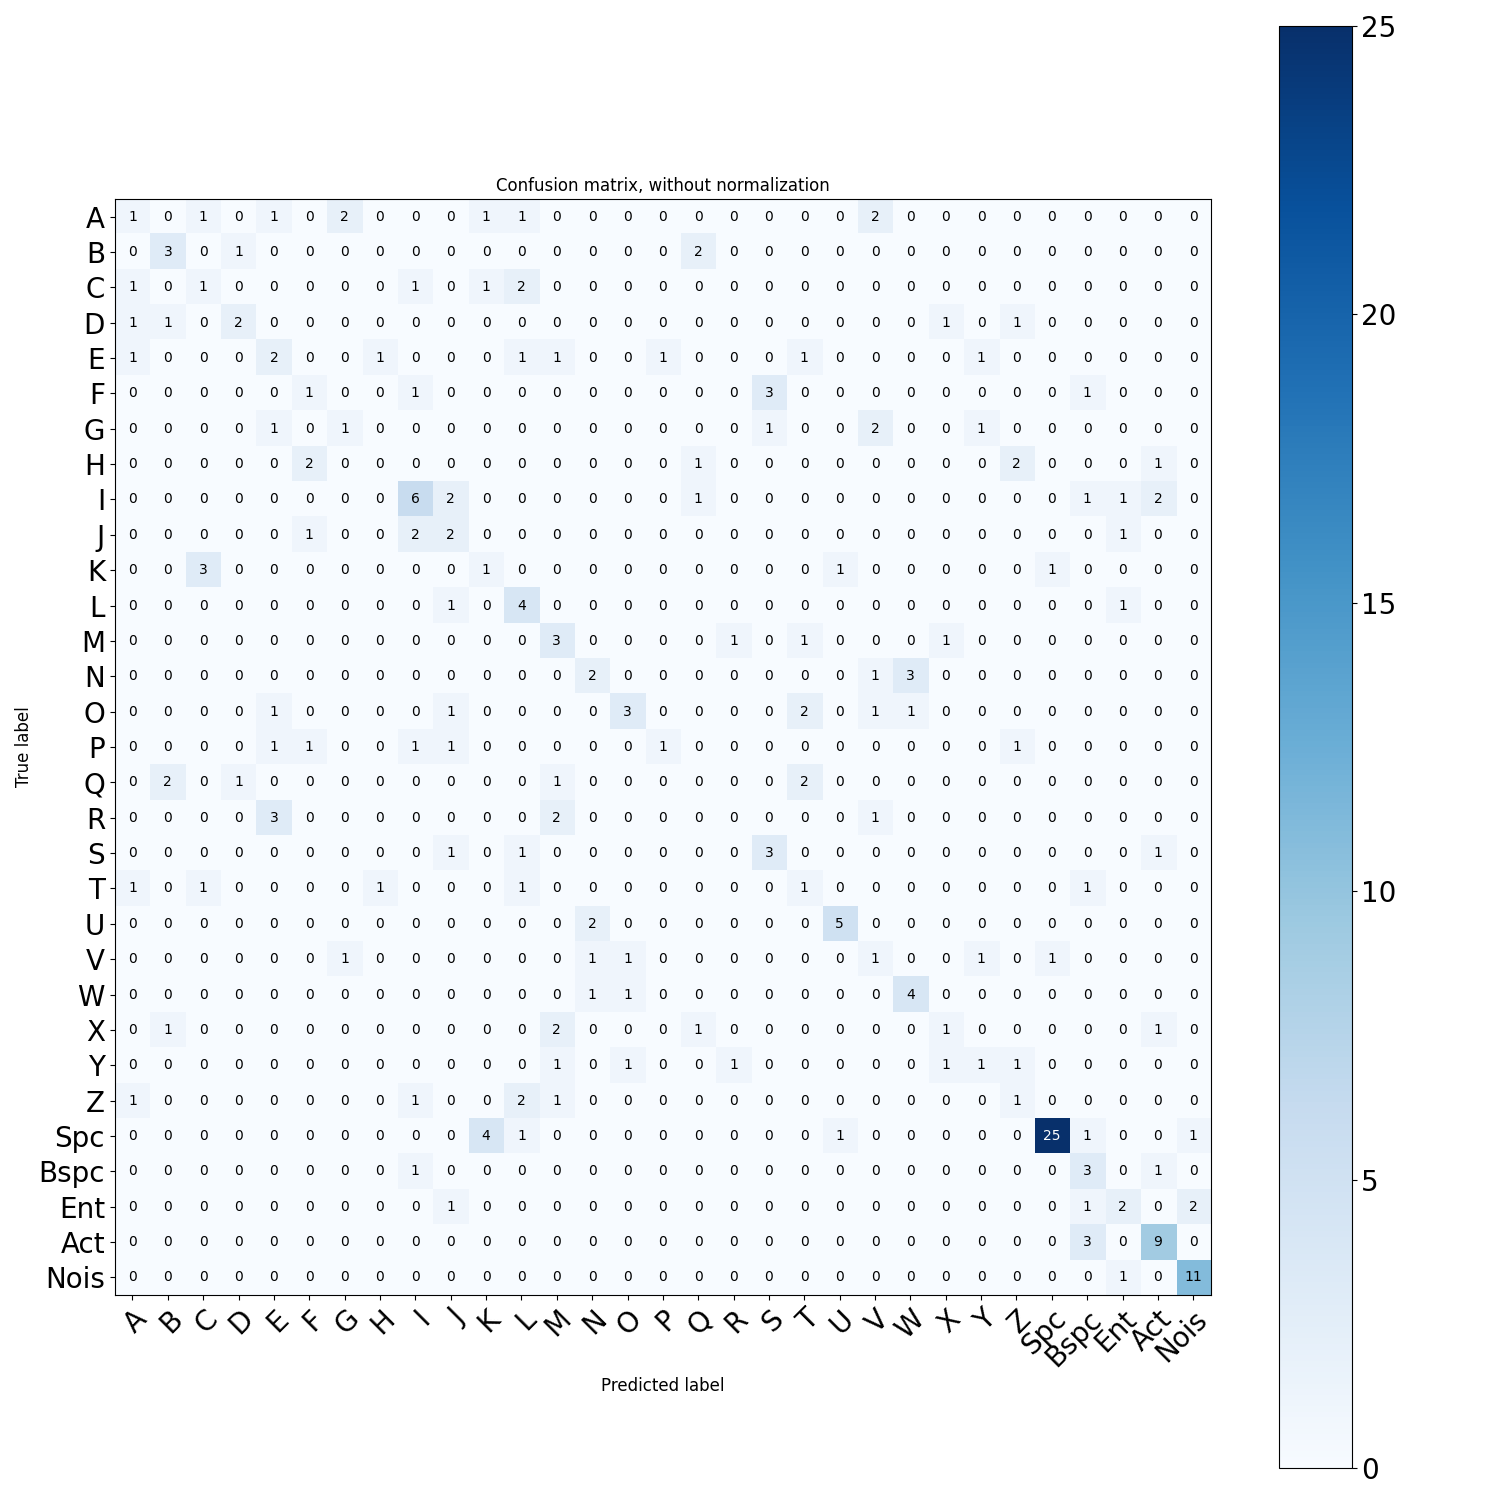 Confusion matrix, without normalization
A 1 0 1 0 1 0 2 0 0 0 1 1 0 0 0 0 0 0 0 0 0 2 0 0 0 0 0 0 0 0 0
B 0 3 0 1 0 0 0 0 0 0 0 0 0 0 0 0 2 0 0 0 0 0 0 0 0 0 0 0 0 0 0
C 1 0 1 0 0 0 0 0 1 0 1 2 0 0 0 0 0 0 0 0 0 0 0 0 0 0 0 0 0 0 0
D 1 1 0 2 0 0 0 0 0 0 0 0 0 0 0 0 0 0 0 0 0 0 0 1 0 1 0 0 0 0 0
E 1 0 0 0 2 0 0 1 0 0 0 1 1 0 0 1 0 0 0 1 0 0 0 0 1 0 0 0 0 0 0
F 0 0 0 0 0 1 0 0 1 0 0 0 0 0 0 0 0 0 3 0 0 0 0 0 0 0 0 1 0 0 0
G 0 0 0 0 1 0 1 0 0 0 0 0 0 0 0 0 0 0 1 0 0 2 0 0 1 0 0 0 0 0 0
H 0 0 0 0 0 2 0 0 0 0 0 0 0 0 0 0 1 0 0 0 0 0 0 0 0 2 0 0 0 1 0
I 0 0 0 0 0 0 0 0 6 2 0 0 0 0 0 0 1 0 0 0 0 0 0 0 0 0 0 1 1 2 0
J 0 0 0 0 0 1 0 0 2 2 0 0 0 0 0 0 0 0 0 0 0 0 0 0 0 0 0 0 1 0 0
K 0 0 3 0 0 0 0 0 0 0 1 0 0 0 0 0 0 0 0 0 1 0 0 0 0 0 1 0 0 0 0
L 0 0 0 0 0 0 0 0 0 1 0 4 0 0 0 0 0 0 0 0 0 0 0 0 0 0 0 0 1 0 0
M 0 0 0 0 0 0 0 0 0 0 0 0 3 0 0 0 0 1 0 1 0 0 0 1 0 0 0 0 0 0 0
N 0 0 0 0 0 0 0 0 0 0 0 0 0 2 0 0 0 0 0 0 0 1 3 0 0 0 0 0 0 0 0
O 0 0 0 0 1 0 0 0 0 1 0 0 0 0 3 0 0 0 0 2 0 1 1 0 0 0 0 0 0 0 0
P 0 0 0 0 1 1 0 0 1 1 0 0 0 0 0 1 0 0 0 0 0 0 0 0 0 1 0 0 0 0 0
Q 0 2 0 1 0 0 0 0 0 0 0 0 1 0 0 0 0 0 0 2 0 0 0 0 0 0 0 0 0 0 0
R 0 0 0 0 3 0 0 0 0 0 0 0 2 0 0 0 0 0 0 0 0 1 0 0 0 0 0 0 0 0 0
S 0 0 0 0 0 0 0 0 0 1 0 1 0 0 0 0 0 0 3 0 0 0 0 0 0 0 0 0 0 1 0
T 1 0 1 0 0 0 0 1 0 0 0 1 0 0 0 0 0 0 0 1 0 0 0 0 0 0 0 1 0 0 0
U 0 0 0 0 0 0 0 0 0 0 0 0 0 2 0 0 0 0 0 0 5 0 0 0 0 0 0 0 0 0 0
V 0 0 0 0 0 0 1 0 0 0 0 0 0 1 1 0 0 0 0 0 0 1 0 0 1 0 1 0 0 0 0
W 0 0 0 0 0 0 0 0 0 0 0 0 0 1 1 0 0 0 0 0 0 0 4 0 0 0 0 0 0 0 0
X 0 1 0 0 0 0 0 0 0 0 0 0 2 0 0 0 1 0 0 0 0 0 0 1 0 0 0 0 0 1 0
Y 0 0 0 0 0 0 0 0 0 0 0 0 1 0 1 0 0 1 0 0 0 0 0 1 1 1 0 0 0 0 0
Z 1 0 0 0 0 0 0 0 1 0 0 2 1 0 0 0 0 0 0 0 0 0 0 0 0 1 0 0 0 0 0
Spc 0 0 0 0 0 0 0 0 0 0 4 1 0 0 0 0 0 0 0 0 1 0 0 0 0 0 25 1 0 0 1
Bspc 0 0 0 0 0 0 0 0 1 0 0 0 0 0 0 0 0 0 0 0 0 0 0 0 0 0 0 3 0 1 0
Ent 0 0 0 0 0 0 0 0 0 1 0 0 0 0 0 0 0 0 0 0 0 0 0 0 0 0 0 1 2 0 2
Act 0 0 0 0 0 0 0 0 0 0 0 0 0 0 0 0 0 0 0 0 0 0 0 0 0 0 0 3 0 9 0
Nois 0 0 0 0 0 0 0 0 0 0 0 0 0 0 0 0 0 0 0 0 0 0 0 0 0 0 0 0 1 0 11
A B C D E F G H I J K L M N O P Q R S T U V W X Y Z Spc Bspc Ent Act Nois
Predicted label
True label
25
20
15
10
5
0